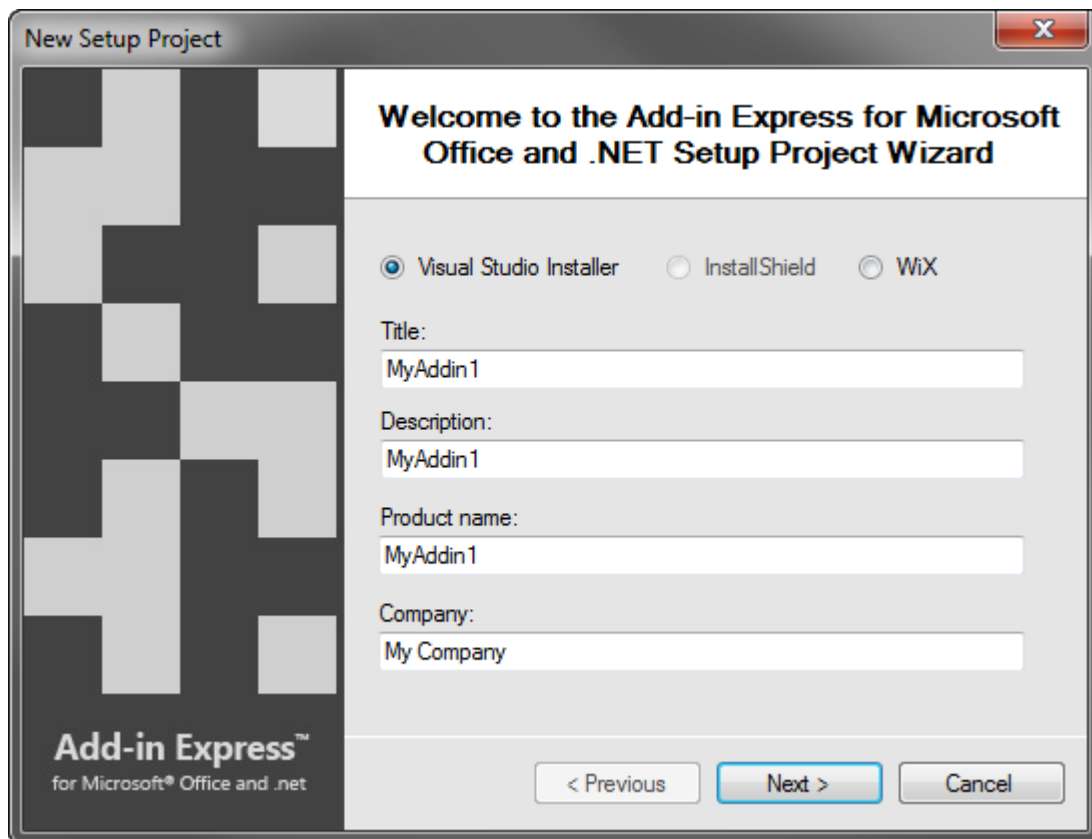 New Setup Project
X
Welcome to the Add-in Express for Microsoft
Office and .NET Setup Project Wizard
Visual Studio Installer InstallShield WiX
Title:
MyAddin1
Description:
MyAddin1
Product name:
MyAddin1
Company:
My Company
Add-in Express™
for Microsoft® Office and .net
< Previous Next > Cancel